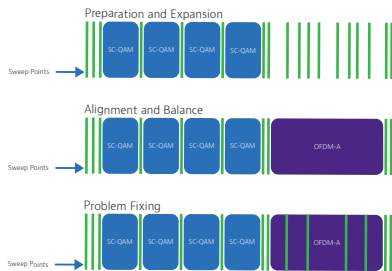 Preparation and Expansion
SC-QAM SC-QAM SC-QAM SC-QAM
Sweep Points
Alignment and Balance
SC-QAM SC-QAM SC-QAM SC-QAM OFDM-A
Sweep Points
Problem Fixing
SC-QAM SC-QAM SC-QAM SC-QAM OFDM-A
Sweep Points